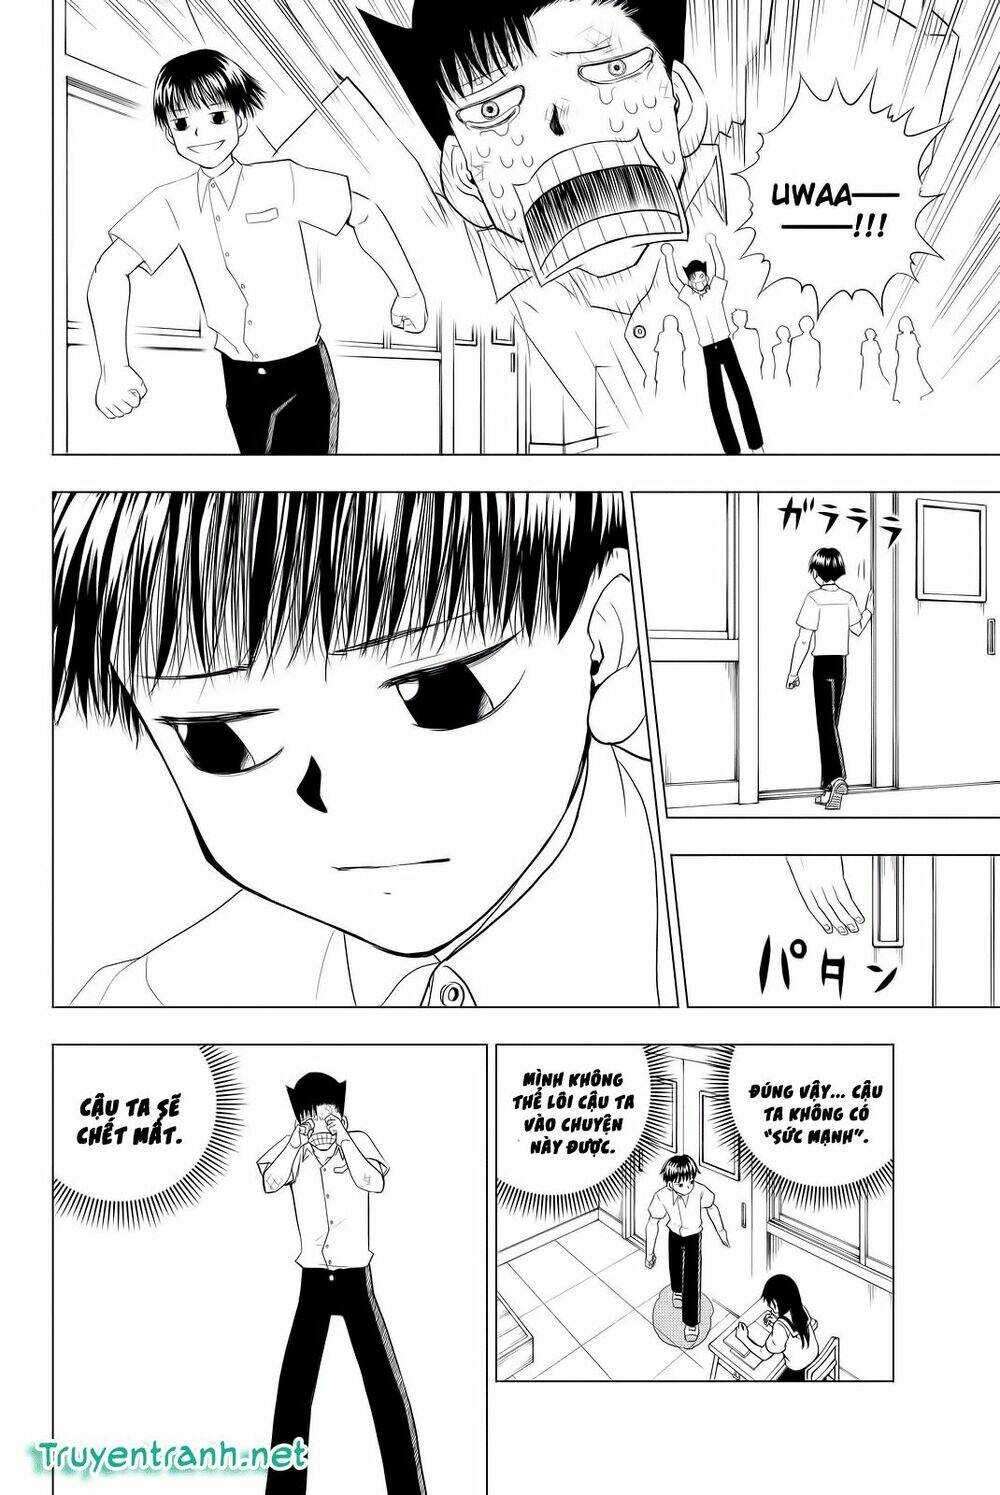 UWAA—
—!!!
ガラララ
パタン
ĐÚNG VẬY... CẬU
TA KHÔNG CÓ
"SỨC MẠNH".
MÌNH KHÔNG
THỂ LÔI CẬU TA
VÀO CHUYỆN
NÀY ĐƯỢC.
CẬU TA SẼ
CHẾT MẤT.
Truyentranh.net